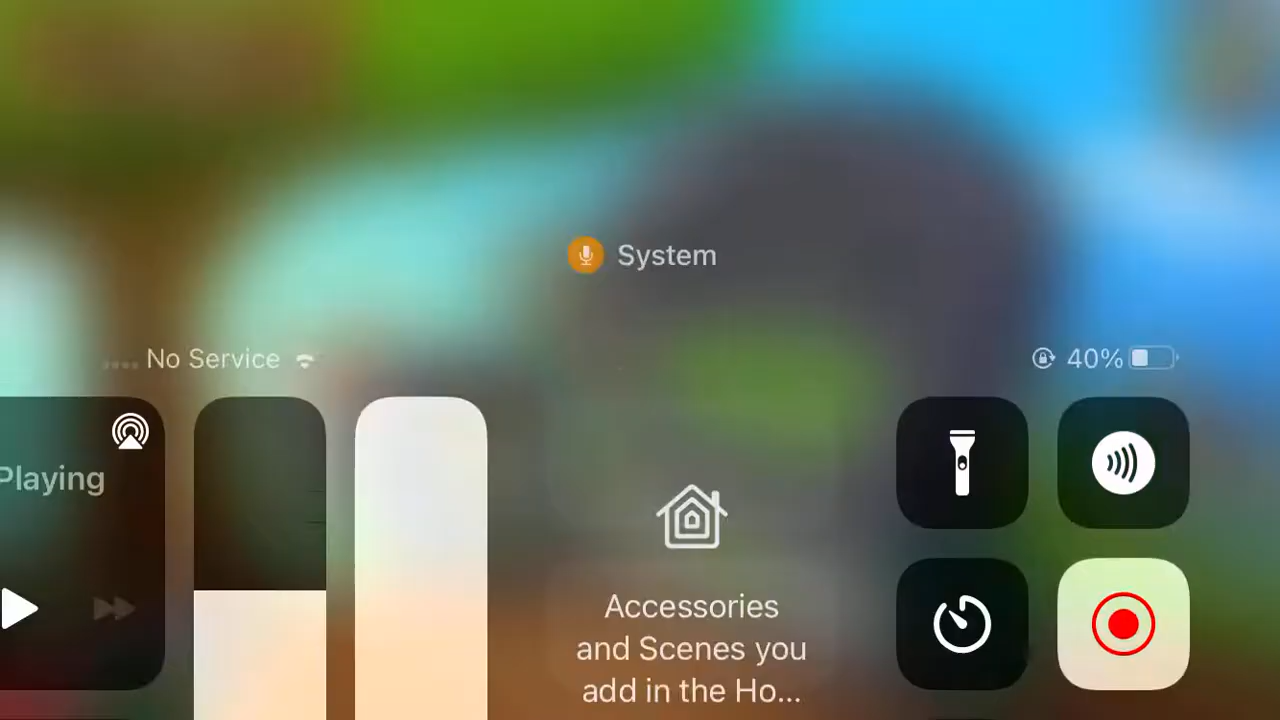 System
No Service
40%
Playing
Accessories
and Scenes you
add in the Ho...